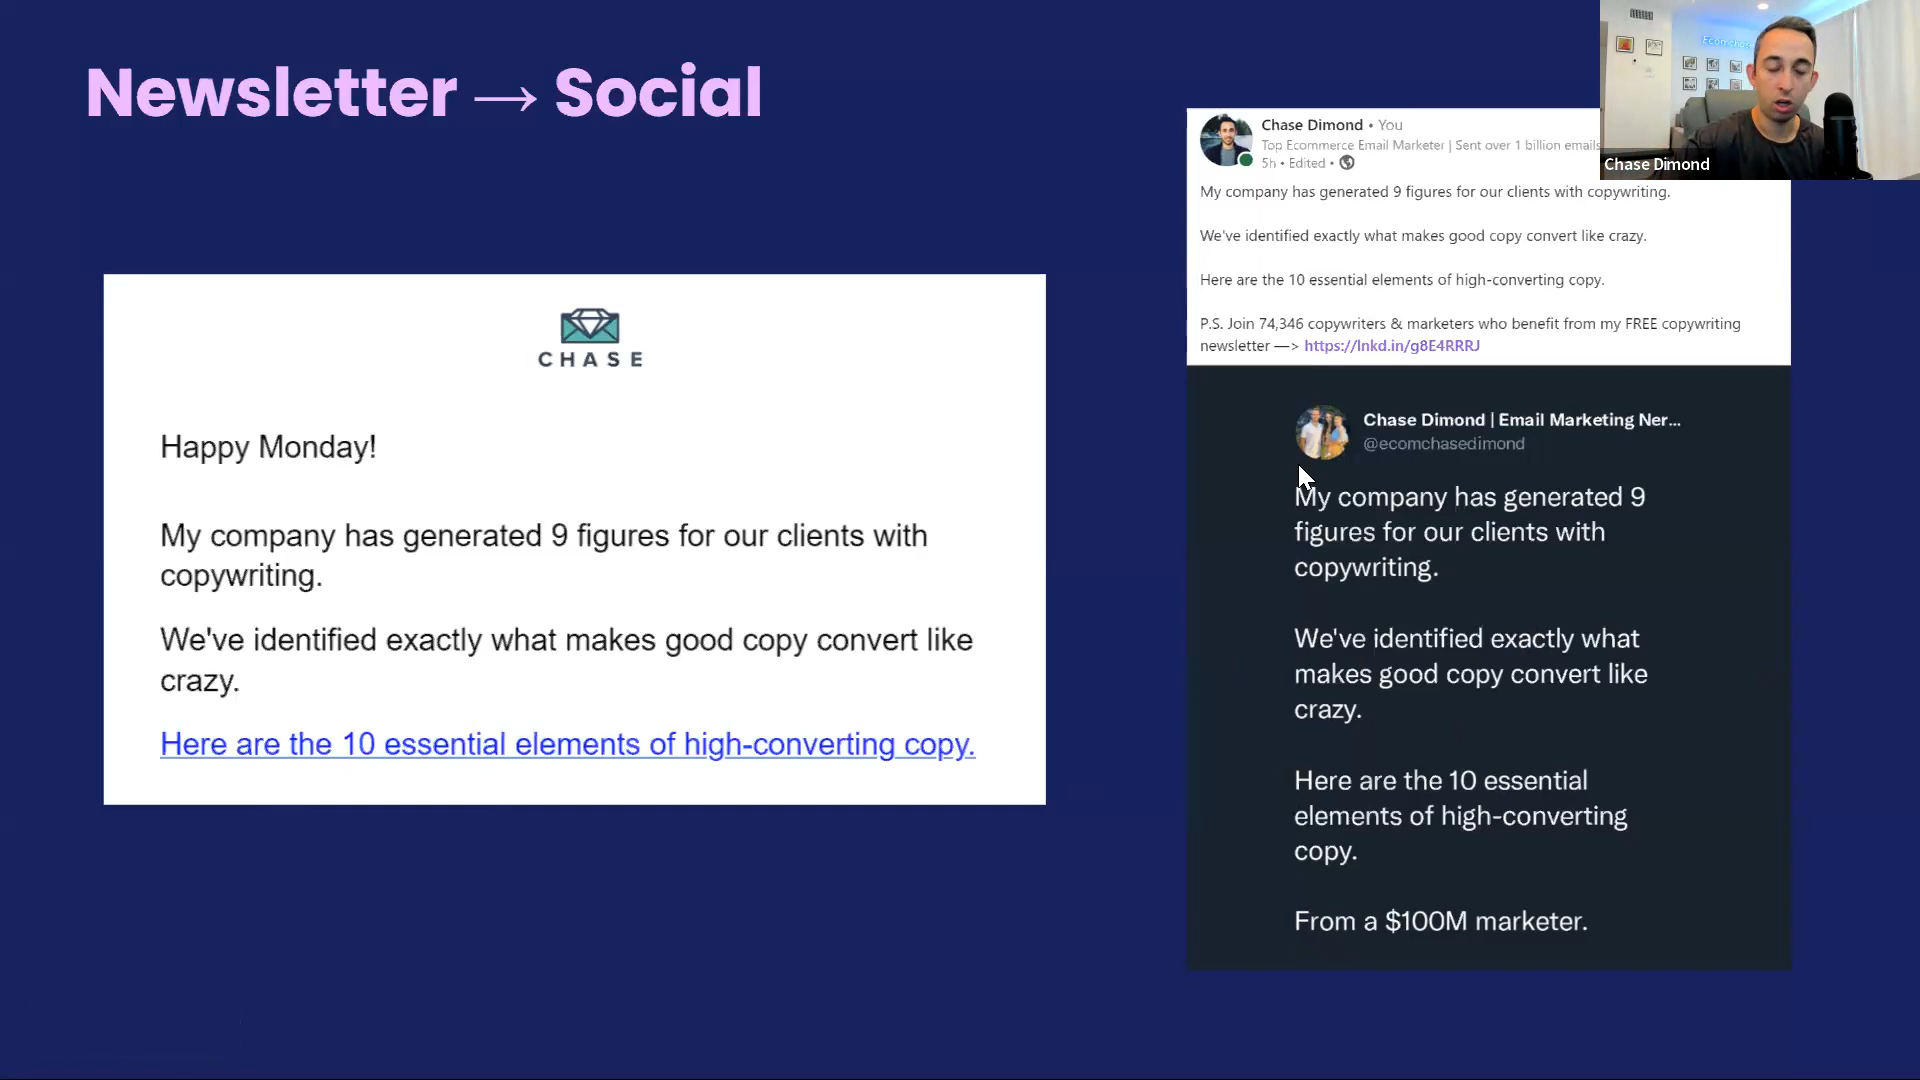 Newsletter → Social
CHASE
Happy Monday!
My company has generated 9 figures for our clients with
copywriting.
We've identified exactly what makes good copy convert like
crazy.
Here are the 10 essential elements of high-converting copy.
Chase Dimond • You
Top Ecommerce Email Marketer | Sent over 1 billion emails
5h • Edited •
My company has generated 9 figures for our clients with copywriting.
We've identified exactly what makes good copy convert like crazy.
Here are the 10 essential elements of high-converting copy.
P.S. Join 74,346 copywriters & marketers who benefit from my FREE copywriting
newsletter —> https://lnkd.in/g8E4RRRJ
Chase Dimond | Email Marketing Ner...
@ecomchasedimond
My company has generated 9
figures for our clients with
copywriting.
We've identified exactly what
makes good copy convert like
crazy.
Here are the 10 essential
elements of high-converting
copy.
From a $100M marketer.
Chase Dimond